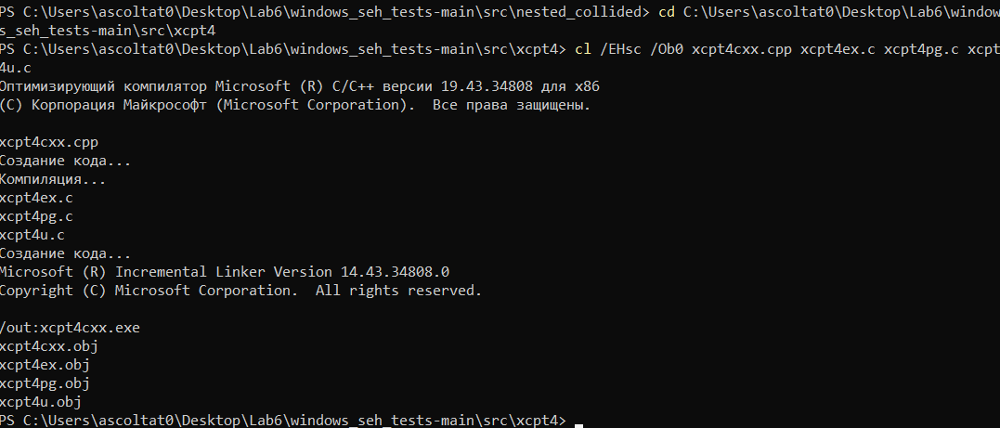 PS C:\Users\ascoltat0\Desktop\Lab6\windows_seh_tests-main\src\nested_collided> cd C:\Users\ascoltat0\Desktop\Lab6\window
s_seh_tests-main\src\xcpt4
PS C:\Users\ascoltat0\Desktop\Lab6\windows_seh_tests-main\src\xcpt4> cl /EHsc /Ob0 xcpt4cxx.cpp xcpt4ex.c xcpt4pg.c xcpt
4u.c
Оптимизирующий компилятор Microsoft (R) C/C++ версии 19.43.34808 для x86
(C) Корпорация Майкрософт (Microsoft Corporation).  Все права защищены.

xcpt4cxx.cpp
Создание кода...
Компиляция...
xcpt4ex.c
xcpt4pg.c
xcpt4u.c
Создание кода...
Microsoft (R) Incremental Linker Version 14.43.34808.0
Copyright (C) Microsoft Corporation.  All rights reserved.

/out:xcpt4cxx.exe
xcpt4cxx.obj
xcpt4ex.obj
xcpt4pg.obj
xcpt4u.obj
PS C:\Users\ascoltat0\Desktop\Lab6\windows_seh_tests-main\src\xcpt4>